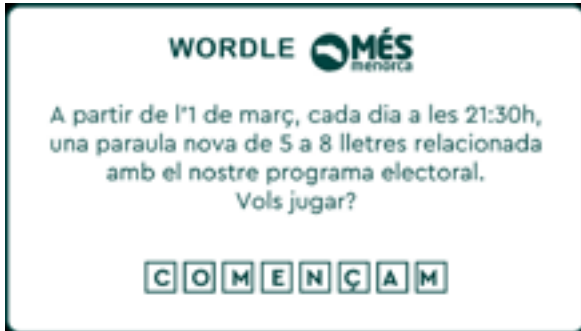 WORDLE MÉS
menorca
A partir de l'1 de març, cada dia a les 21:30h,
una paraula nova de 5 a 8 lletres relacionada
amb el nostre programa electoral.
Vols jugar?
COMENÇAM